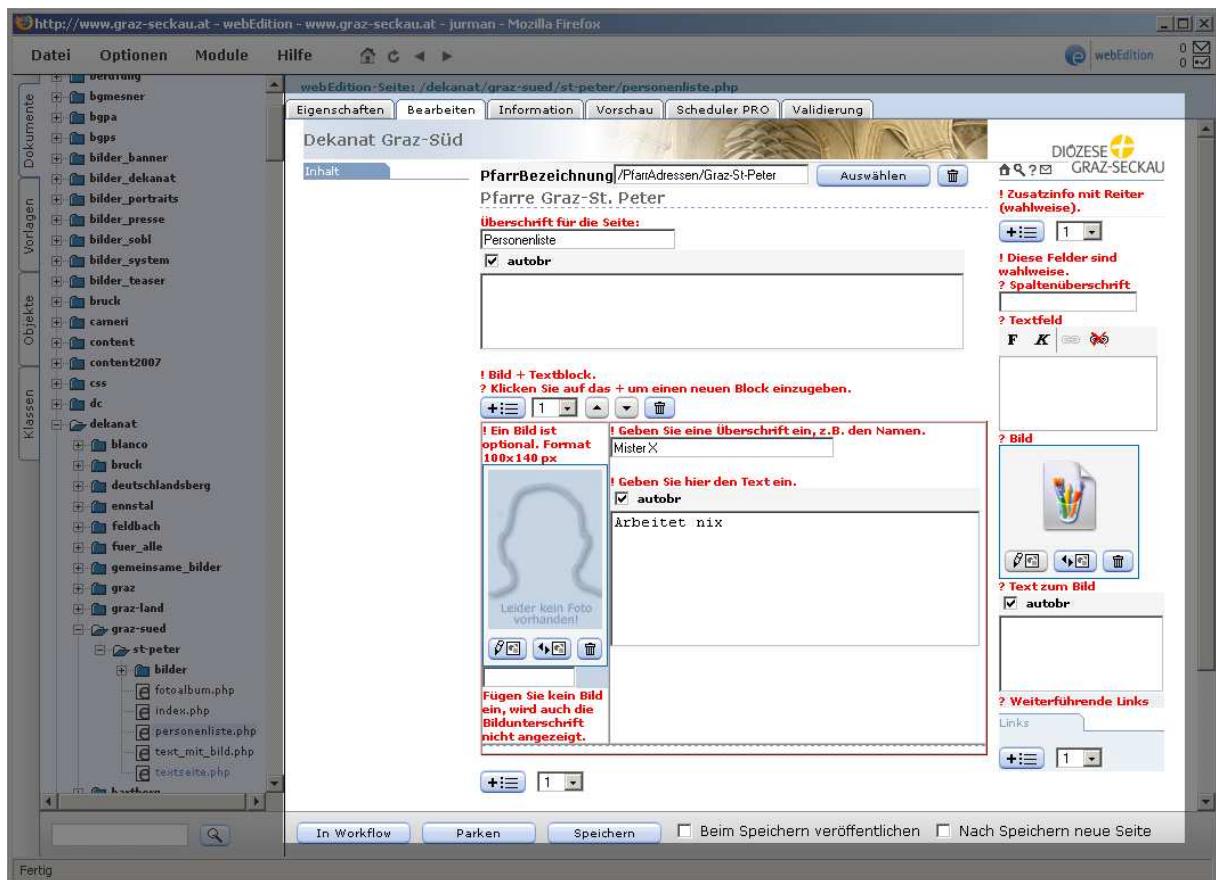 http://www.graz-seckau.at - webEdition - www.graz-seckau.at - jurman - Mozilla Firefox
Datei Optionen Module Hilfe
webEdition
0
0
Dokumente
Vorlagen
Objekte
Klassen
berufung
bgmesner
bgpa
bgps
bilder_banner
bilder_dekanat
bilder_portraits
bilder_presse
bilder_sobl
bilder_system
bilder_teaser
bruck
carneri
content
content2007
css
dc
dekanat
blanco
bruck
deutschlandsberg
ennstal
feldbach
fuer_alle
gemeinsame_bilder
graz
graz-land
graz-sued
st-peter
bilder
fotoalbum.php
index.php
personenliste.php
text_mit_bild.php
textseite.php
hartberg
webEdition-Seite: /dekanat/graz-sued/st-peter/personenliste.php
Eigenschaften Bearbeiten Information Vorschau Scheduler PRO Validierung
Dekanat Graz-Süd
Inhalt
PfarrBezeichnung /PfarrAdressen/Graz-St-Peter Auswählen
Pfarre Graz-St. Peter
Überschrift für die Seite:
Personenliste
autobr
! Bild + Textblock.
? Klicken Sie auf das + um einen neuen Block einzugeben.
1
! Ein Bild ist
optional. Format
100x140 px
Leider kein Foto
vorhanden!
Fügen Sie kein Bild
ein, wird auch die
Bildunterschrift
nicht angezeigt.
! Geben Sie eine Überschrift ein, z.B. den Namen.
Mister X
! Geben Sie hier den Text ein.
autobr
Arbeitet nix
1
DIÖZESE
GRAZ-SECKAU
! Zusatzinfo mit Reiter
(wahlweise).
1
! Diese Felder sind
wahlweise.
? Spaltenüberschrift
? Textfeld
F K
? Bild
? Text zum Bild
autobr
? Weiterführende Links
Links
1
In Workflow Parken Speichern Beim Speichern veröffentlichen Nach Speichern neue Seite
Fertig